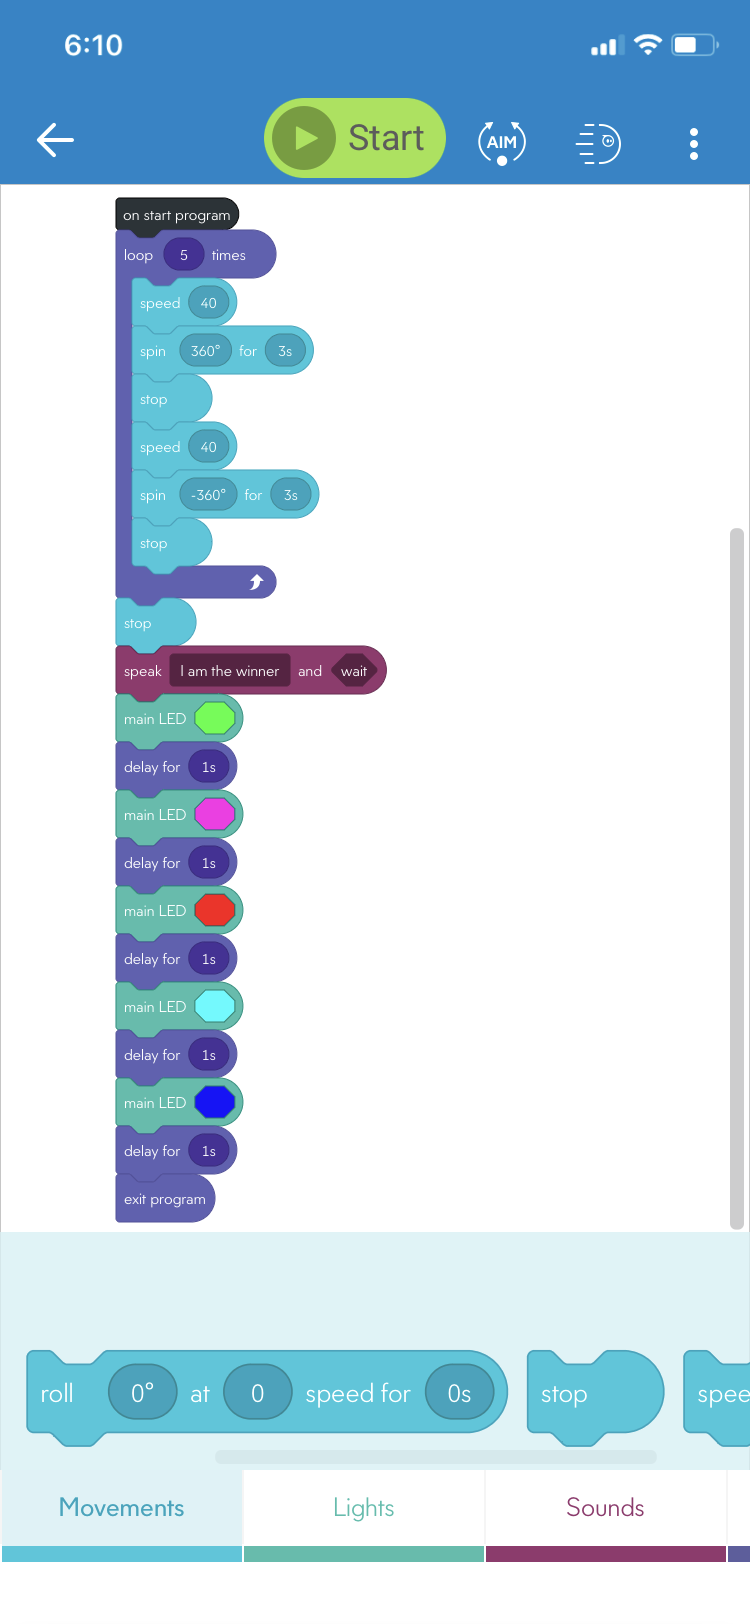 6:10
Start
AIM
on start program
loop 5 times
speed 40
spin 360° for 3s
stop
speed 40
spin -360° for 3s
stop
stop
speak I am the winner and wait
main LED
delay for 1s
main LED
delay for 1s
main LED
delay for 1s
main LED
delay for 1s
main LED
delay for 1s
exit program
roll 0° at 0 speed for 0s
stop
spee
Movements
Lights
Sounds